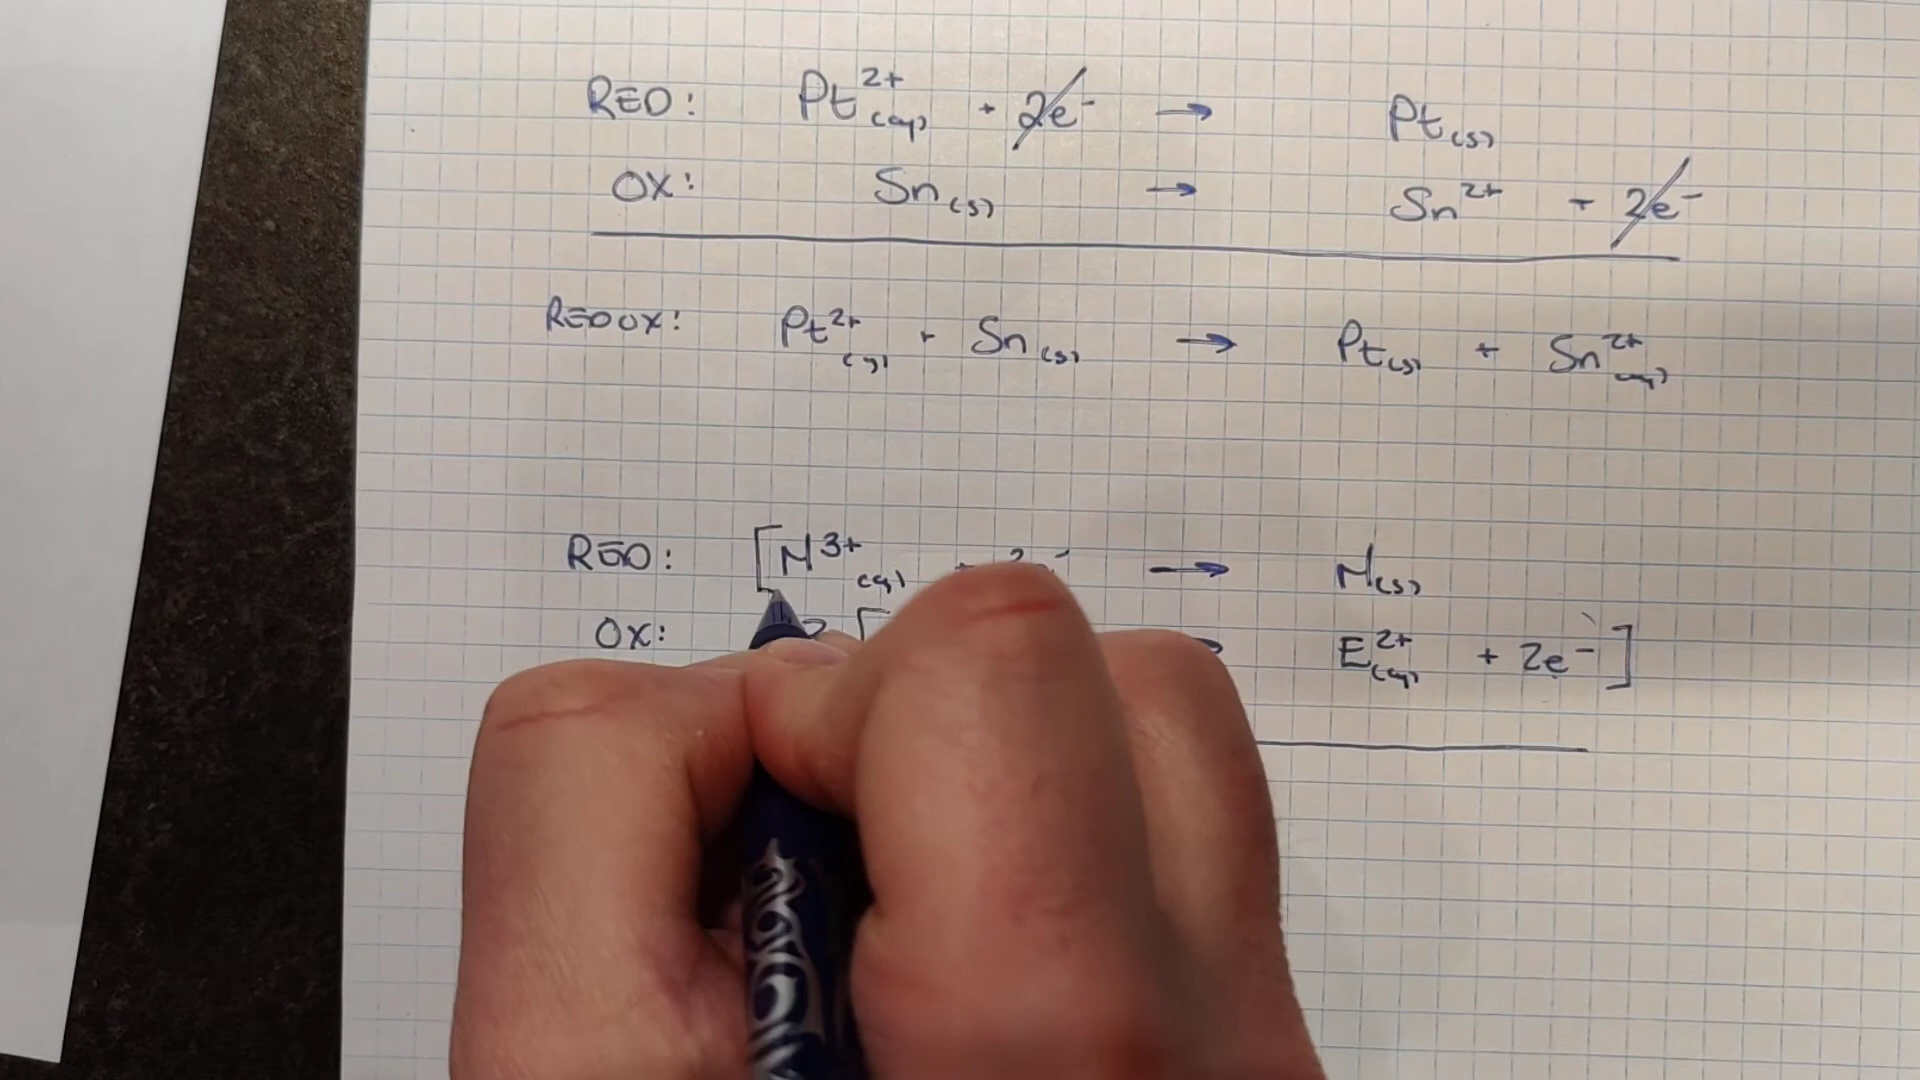 RED: Pt²⁺(aq) + 2e⁻ → Pt(s)
OX: Sn(s) → Sn²⁺ + 2e⁻
REDOX: Pt²⁺(aq) + Sn(s) → Pt(s) + Sn²⁺(aq)
RED: [M³⁺(aq) → M(s)
OX: [ E²⁺(aq) + 2e⁻]